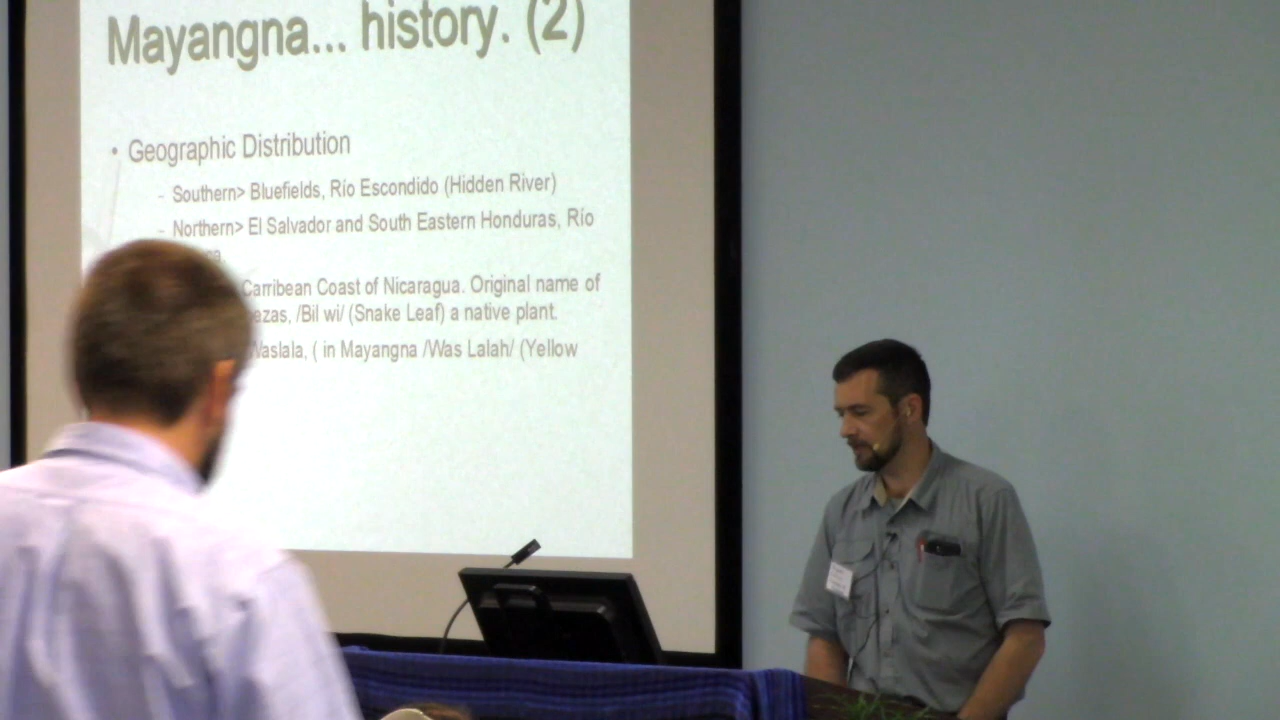 Mayangna... history. (2)
• Geographic Distribution
- Southern> Bluefields, Río Escondido (Hidden River)
- Northern> El Salvador and South Eastern Honduras, Río
Carribean Coast of Nicaragua. Original name of
/Bil wi/ (Snake Leaf) a native plant.
Waslala, ( in Mayangna /Was Lalah/ (Yellow